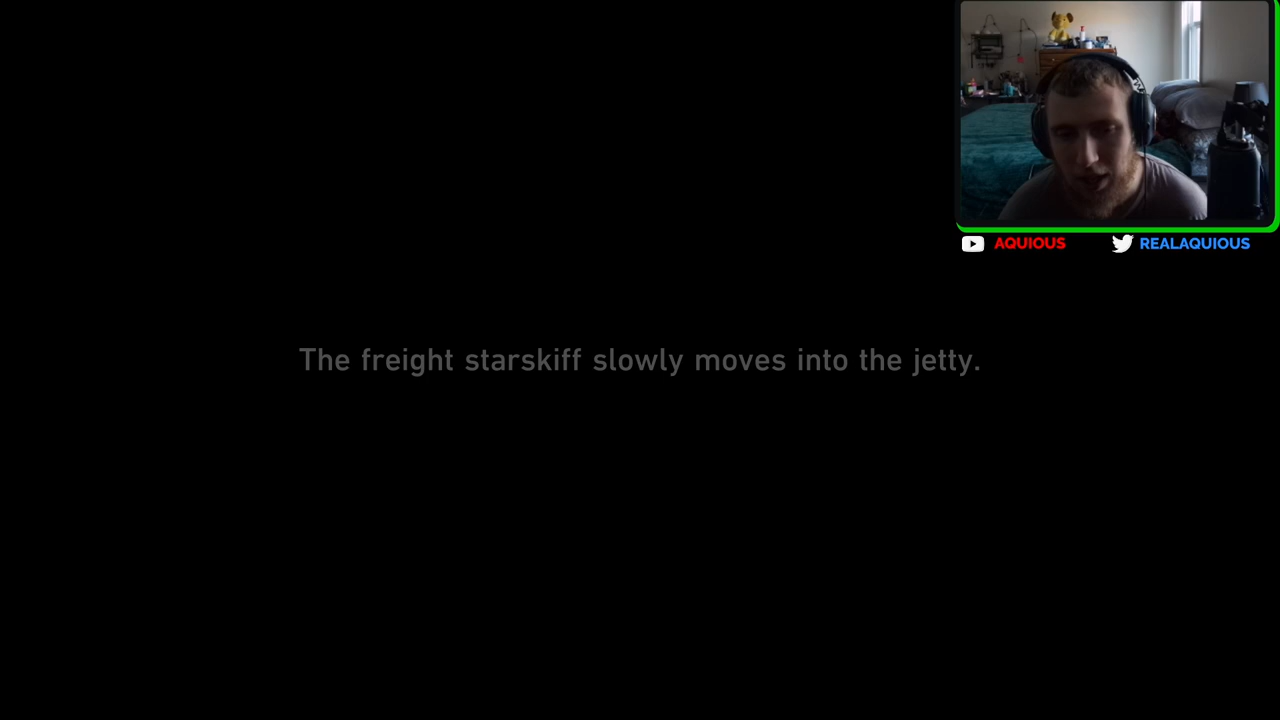 AQUIOUS
REALAQUIOUS
The freight starskiff slowly moves into the jetty.